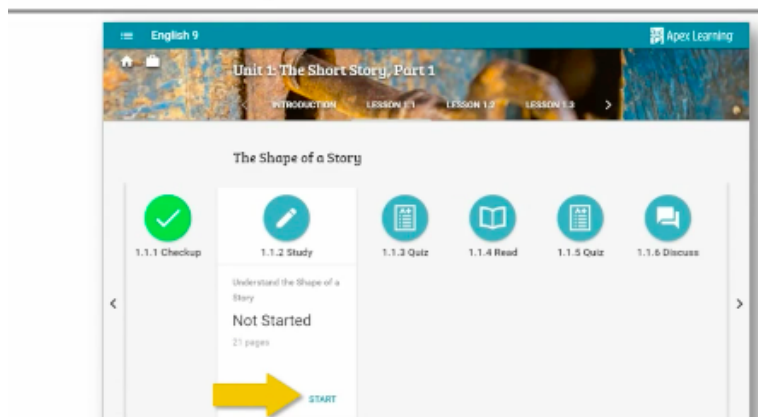 English 9
Apex Learning
Unit 1: The Short Story, Part 1
INTRODUCTION LESSON 1.1 LESSON 1.2 LESSON 1.3
The Shape of a Story
1.1.1 Checkup 1.1.2 Study 1.1.3 Quiz 1.1.4 Read 1.1.5 Quiz 1.1.6 Discuss
Understand the Shape of a
Story
Not Started
21 pages
START